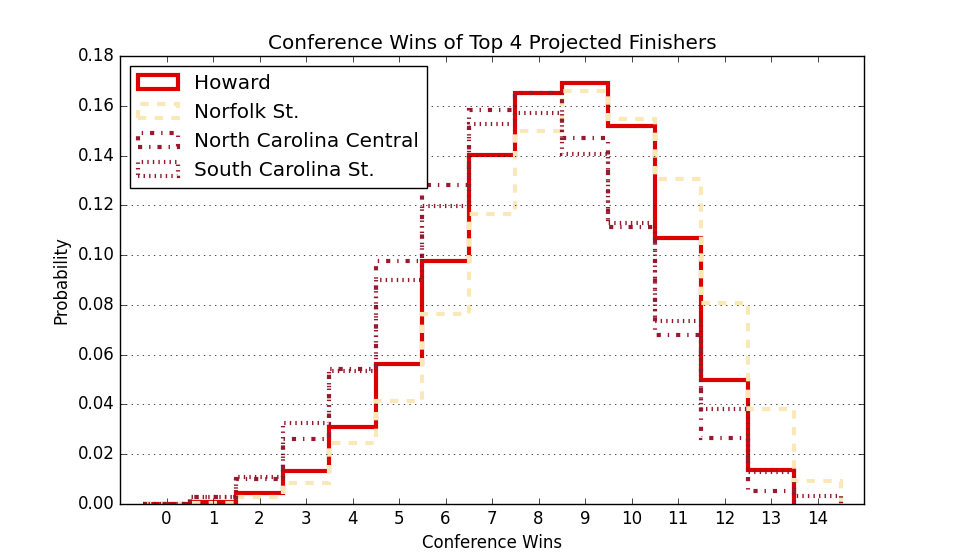 Conference Wins of Top 4 Projected Finishers
0.18
0.16
0.14
0.12
0.10
0.08
0.06
0.04
0.02
0.00
Probability
Howard
Norfolk St.
North Carolina Central
South Carolina St.
0 1 2 3 4 5 6 7 8 9 10 11 12 13 14
Conference Wins